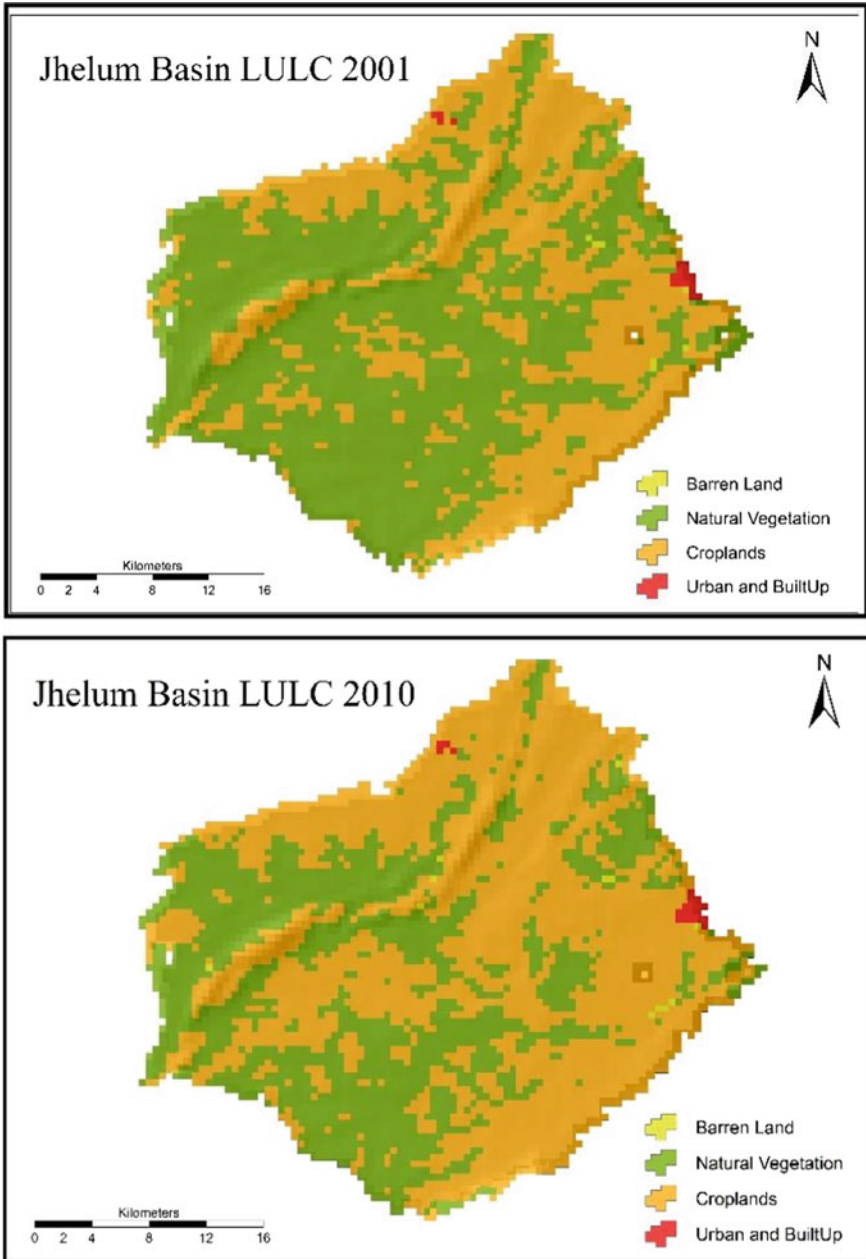 Jhelum Basin LULC 2001
N
Barren Land
Natural Vegetation
Croplands
Urban and BuiltUp
Kilometers
0 2 4 8 12 16
Jhelum Basin LULC 2010
N
Barren Land
Natural Vegetation
Croplands
Urban and BuiltUp
Kilometers
0 2 4 8 12 16